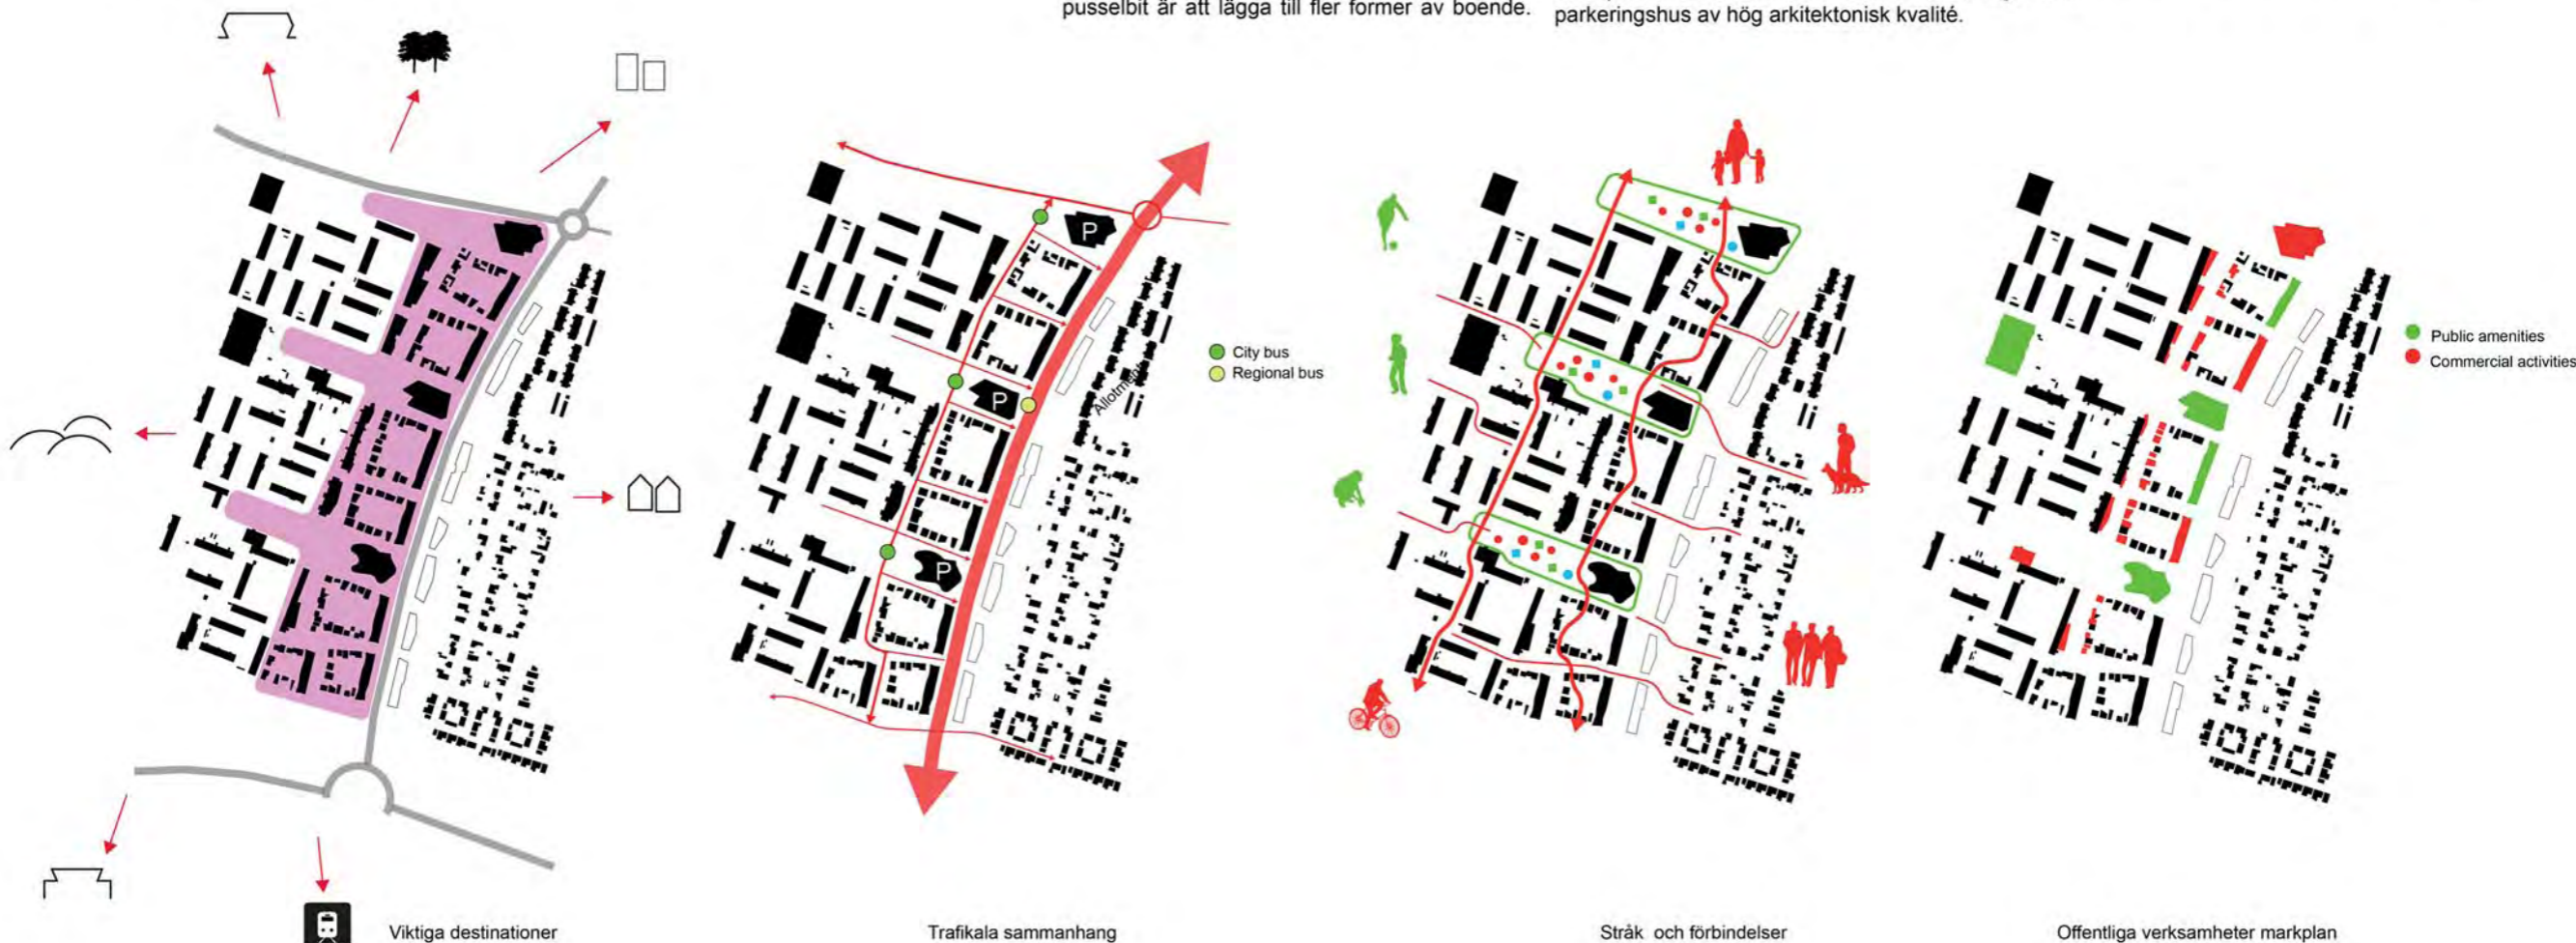 pusselbit är att lägga till fler former av boende.
parkeringshus av hög arkitektonisk kvalité.
P
P
P
Allotments
City bus
Regional bus
Public amenities
Commercial activities
Viktiga destinationer
Trafikala sammanhang
Stråk och förbindelser
Offentliga verksamheter markplan